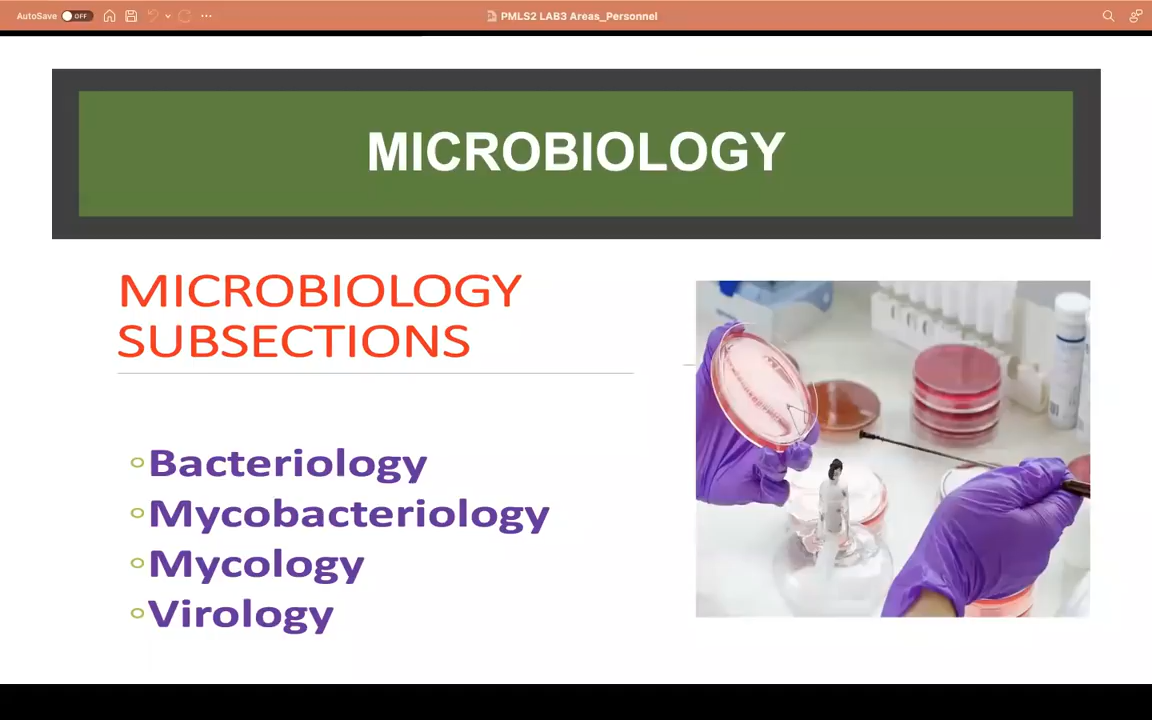 AutoSave OFF
PMLS2 LAB3 Areas_Personnel
MICROBIOLOGY
MICROBIOLOGY
SUBSECTIONS
Bacteriology
Mycobacteriology
Mycology
Virology